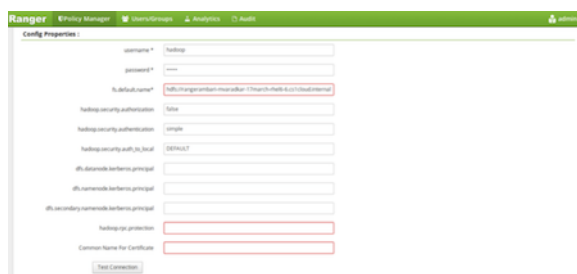 Ranger Policy Manager Users/Groups Analytics Audit admin
Config Properties :
username * hadoop
password * •••••
fs.default.name*
hadoop.security.authorization false
hadoop.security.authentication simple
hadoop.security.auth_to_local DEFAULT
dfs.datanode.kerberos.principal
dfs.namenode.kerberos.principal
dfs.secondary.namenode.kerberos.principal
hadoop.rpc.protection
Common Name For Certificate
Test Connection